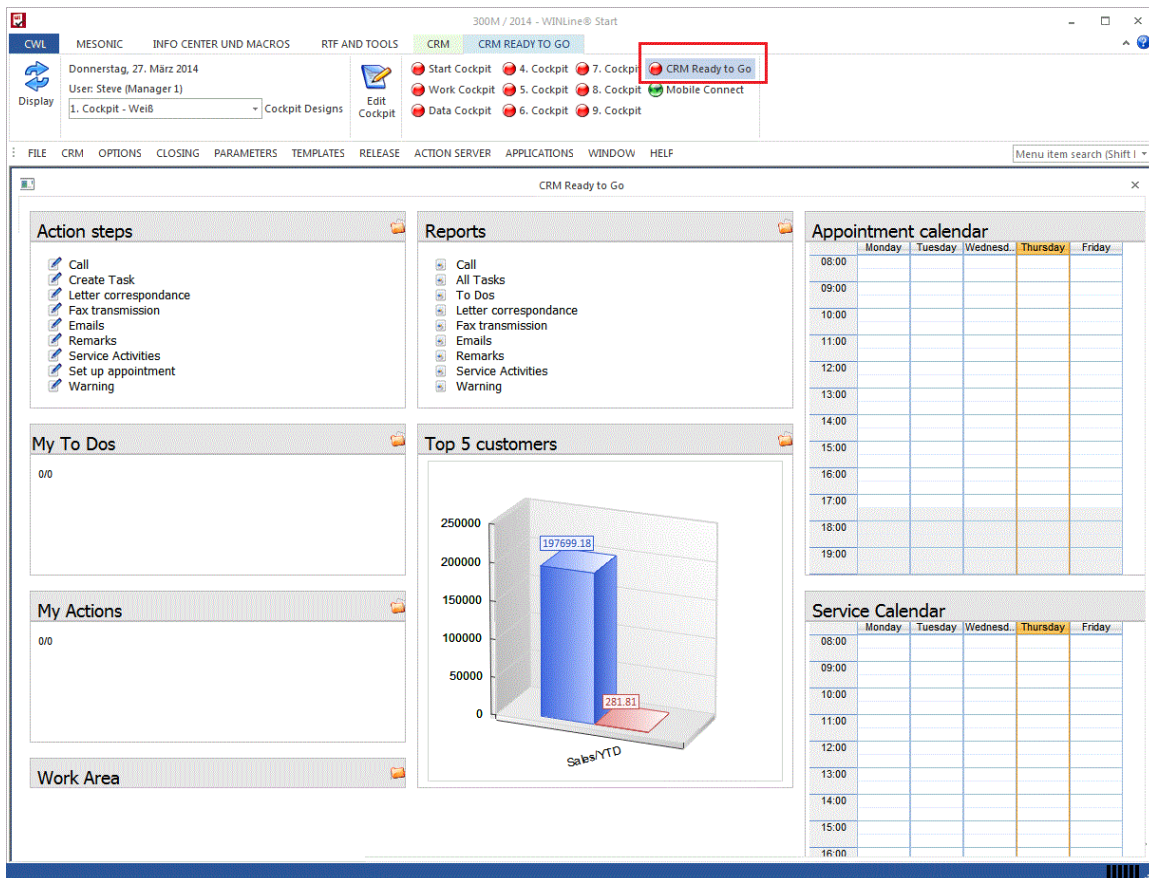 300M / 2014 - WINLine® Start
CWL MESONIC INFO CENTER UND MACROS RTF AND TOOLS CRM CRM READY TO GO
Donnerstag, 27. März 2014
User: Steve (Manager 1)
1. Cockpit - Weiß Cockpit Designs
Display
Edit
Cockpit
Start Cockpit 4. Cockpit 7. Cockpit CRM Ready to Go
Work Cockpit 5. Cockpit 8. Cockpit Mobile Connect
Data Cockpit 6. Cockpit 9. Cockpit
FILE CRM OPTIONS CLOSING PARAMETERS TEMPLATES RELEASE ACTION SERVER APPLICATIONS WINDOW HELP
Menu item search (Shift
CRM Ready to Go
Action steps
Call
Create Task
Letter correspondance
Fax transmission
Emails
Remarks
Service Activities
Set up appointment
Warning
Reports
Call
All Tasks
To Dos
Letter correspondance
Fax transmission
Emails
Remarks
Service Activities
Warning
Appointment calendar
Monday Tuesday Wednesd.. Thursday Friday
08:00
09:00
10:00
11:00
12:00
13:00
14:00
15:00
16:00
17:00
18:00
19:00
My To Dos
0/0
Top 5 customers
250000
200000
150000
100000
50000
0
197699.18
281.81
Sales/YTD
My Actions
0/0
Work Area
Service Calendar
Monday Tuesday Wednesd.. Thursday Friday
08:00
09:00
10:00
11:00
12:00
13:00
14:00
15:00
16:00